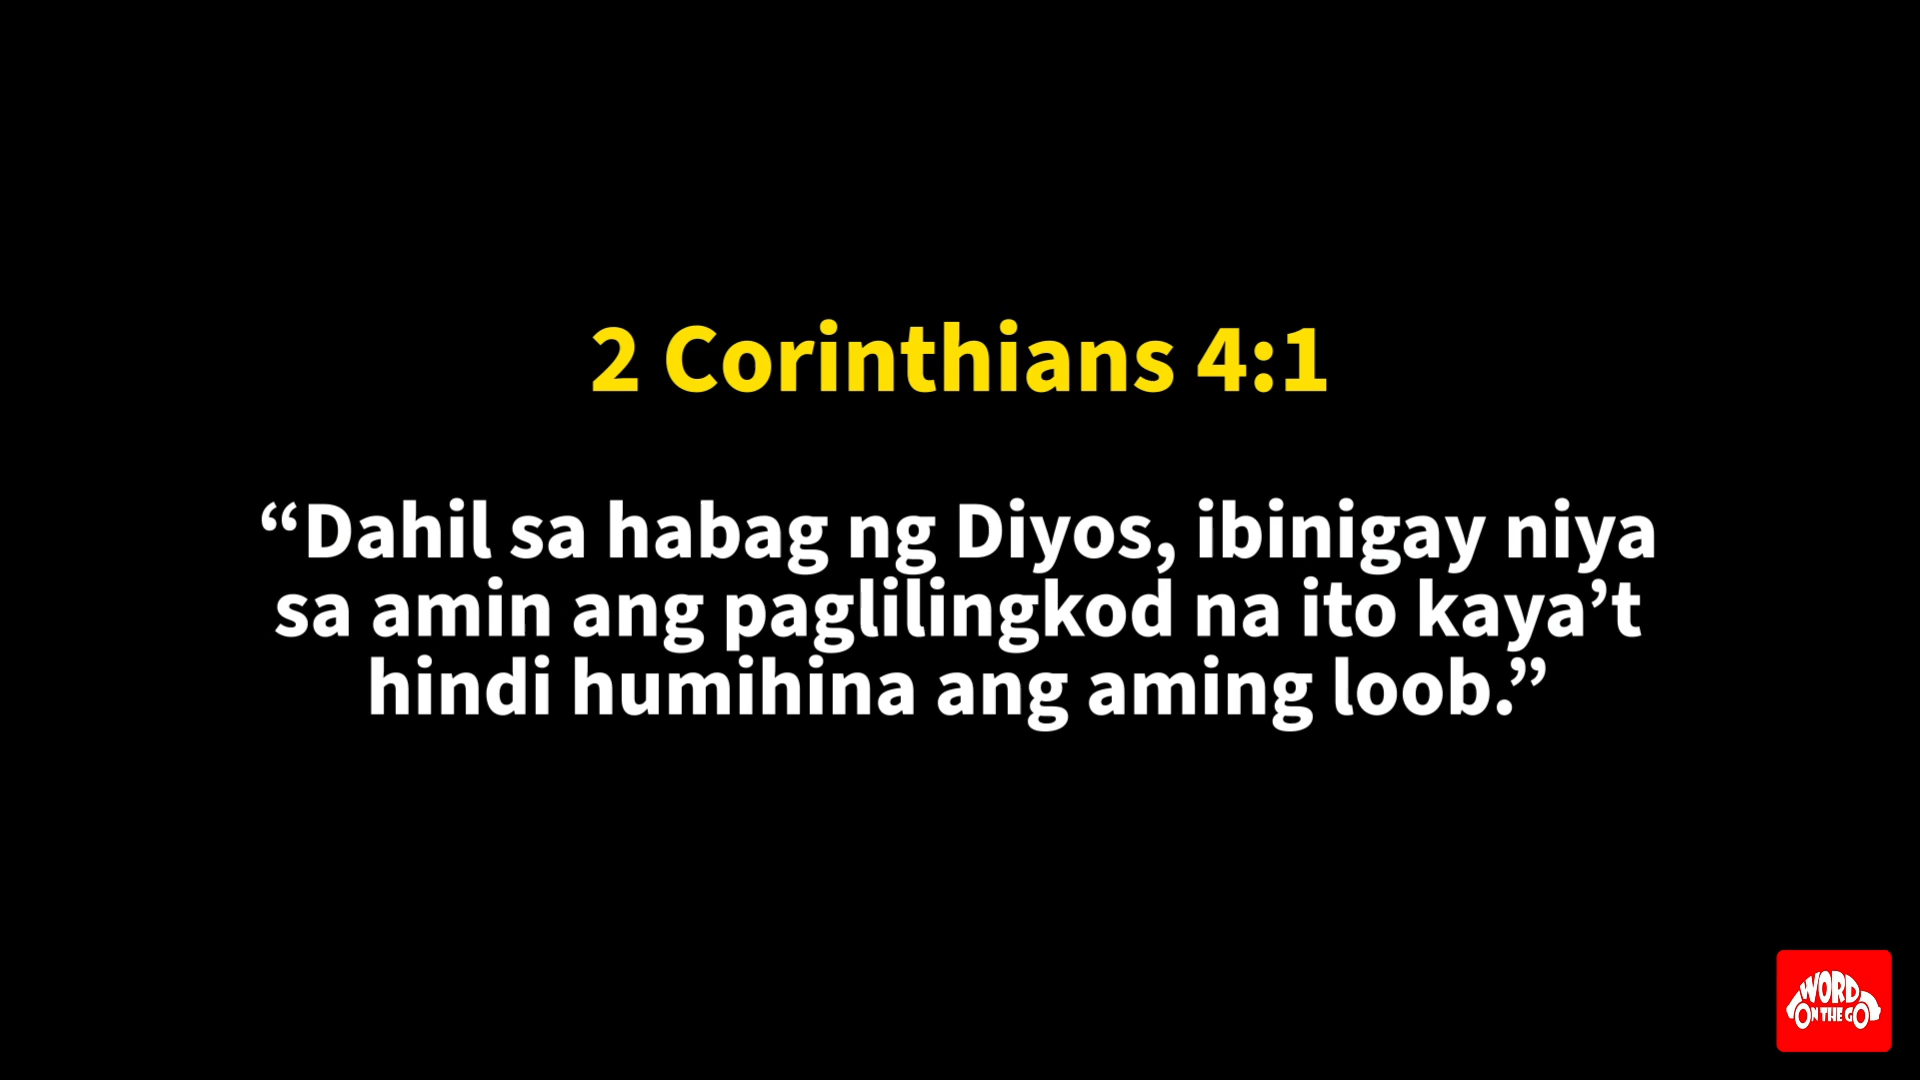 2 Corinthians 4:1
“Dahil sa habag ng Diyos, ibinigay niya
sa amin ang paglilingkod na ito kaya’t
hindi humihina ang aming loob.”
WORD
ON THE GO